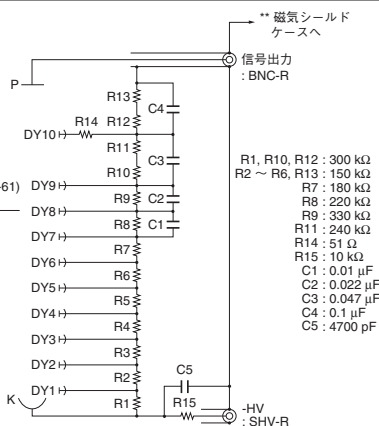 ** 磁気シールド
ケースへ
信号出力
: BNC-R
P
R13
C4
R14
R12
DY10
R11
C3
R10
-61)
DY9
R9
C2
DY8
R8
C1
DY7
R7
DY6
R6
DY5
R5
DY4
R4
DY3
R3
DY2
R2
C5
DY1
K
R1
R15
-HV
: SHV-R
R1, R10, R12 : 300 kΩ
R2 ～ R6, R13 : 150 kΩ
R7 : 180 kΩ
R8 : 220 kΩ
R9 : 330 kΩ
R11 : 240 kΩ
R14 : 51 Ω
R15 : 10 kΩ
C1 : 0.01 μF
C2 : 0.022 μF
C3 : 0.047 μF
C4 : 0.1 μF
C5 : 4700 pF